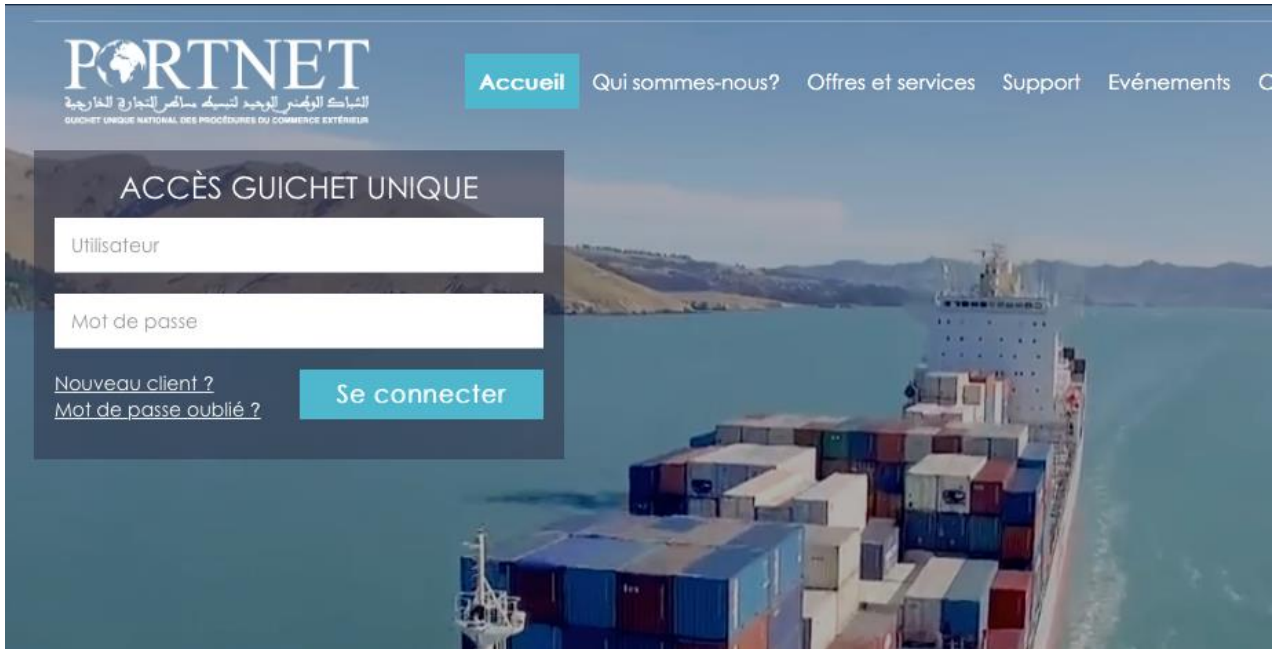 PORTNET
الشباك الوطني الوحيد لتبسيط مساطر التجارة الخارجية
GUICHET UNIQUE NATIONAL DES PROCÉDURES DU COMMERCE EXTÉRIEUR
Accueil Qui sommes-nous? Offres et services Support Evénements
ACCÈS GUICHET UNIQUE
Utilisateur
Mot de passe
Nouveau client ?
Mot de passe oublié ?
Se connecter